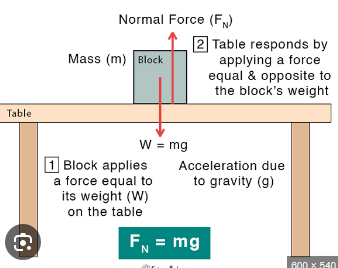 Normal Force (F_N)
2 Table responds by
applying a force
equal & opposite to
the block's weight
Mass (m)
Block
Table
W = mg
1 Block applies
a force equal to
its weight (W)
on the table
Acceleration due
to gravity (g)
F_N = mg
600 x 540